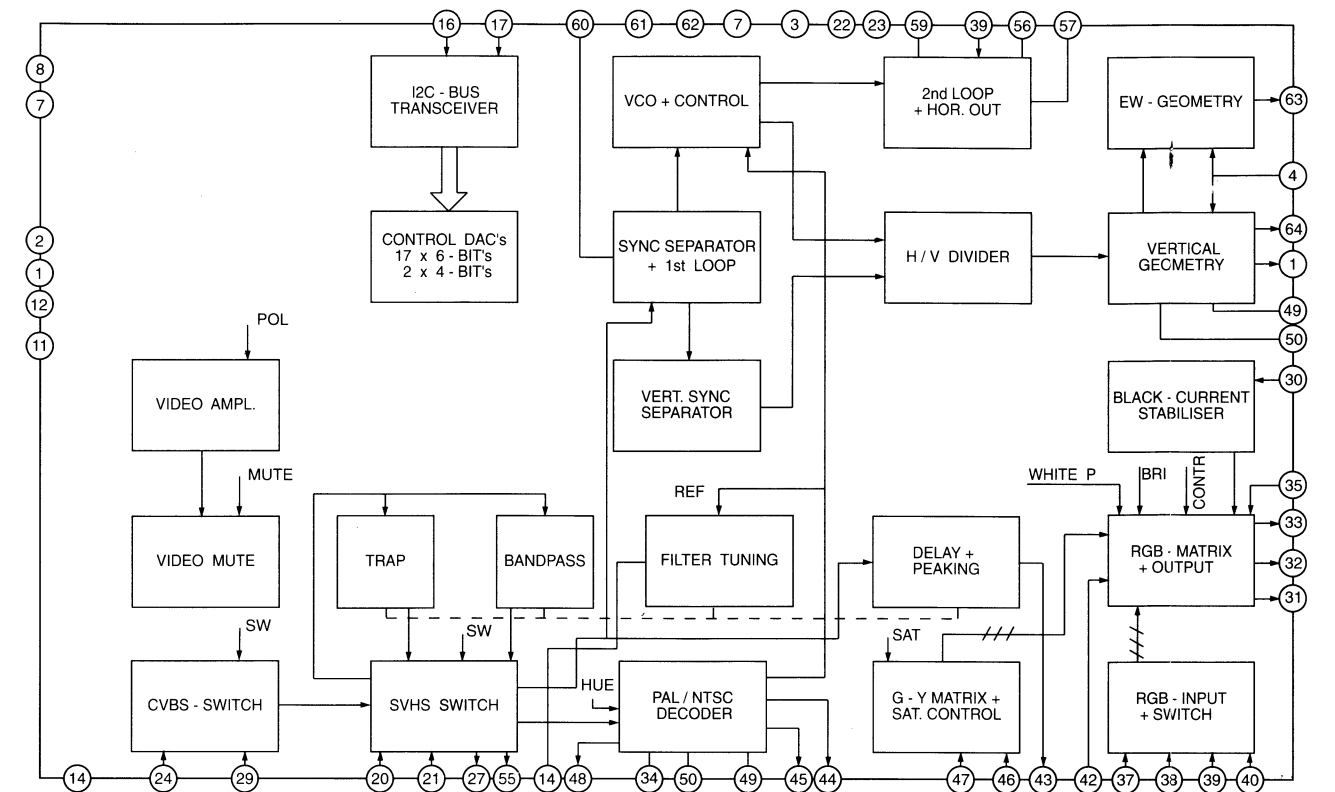 16 17 60 61 62 7 3 22 23 59 39 56 57
8
7
2
1
12
11
I2C - BUS
TRANSCEIVER
VCO + CONTROL
2nd LOOP
+ HOR. OUT
EW - GEOMETRY
63
4
CONTROL DAC's
17 x 6 - BIT's
2 x 4 - BIT's
SYNC SEPARATOR
+ 1st LOOP
H / V DIVIDER
VERTICAL
GEOMETRY
64
1
49
50
POL
VIDEO AMPL.
VERT. SYNC
SEPARATOR
BLACK - CURRENT
STABILISER
30
MUTE
VIDEO MUTE
TRAP
BANDPASS
REF
FILTER TUNING
DELAY +
PEAKING
WHITE P
BRI
CONTR
RGB - MATRIX
+ OUTPUT
35
33
32
31
SW
CVBS - SWITCH
SW
SVHS SWITCH
HUE
PAL / NTSC
DECODER
SAT
G - Y MATRIX +
SAT. CONTROL
RGB - INPUT
+ SWITCH
14 24 29 20 21 27 55 14 48 34 50 49 45 44 47 46 43 42 37 38 39 40